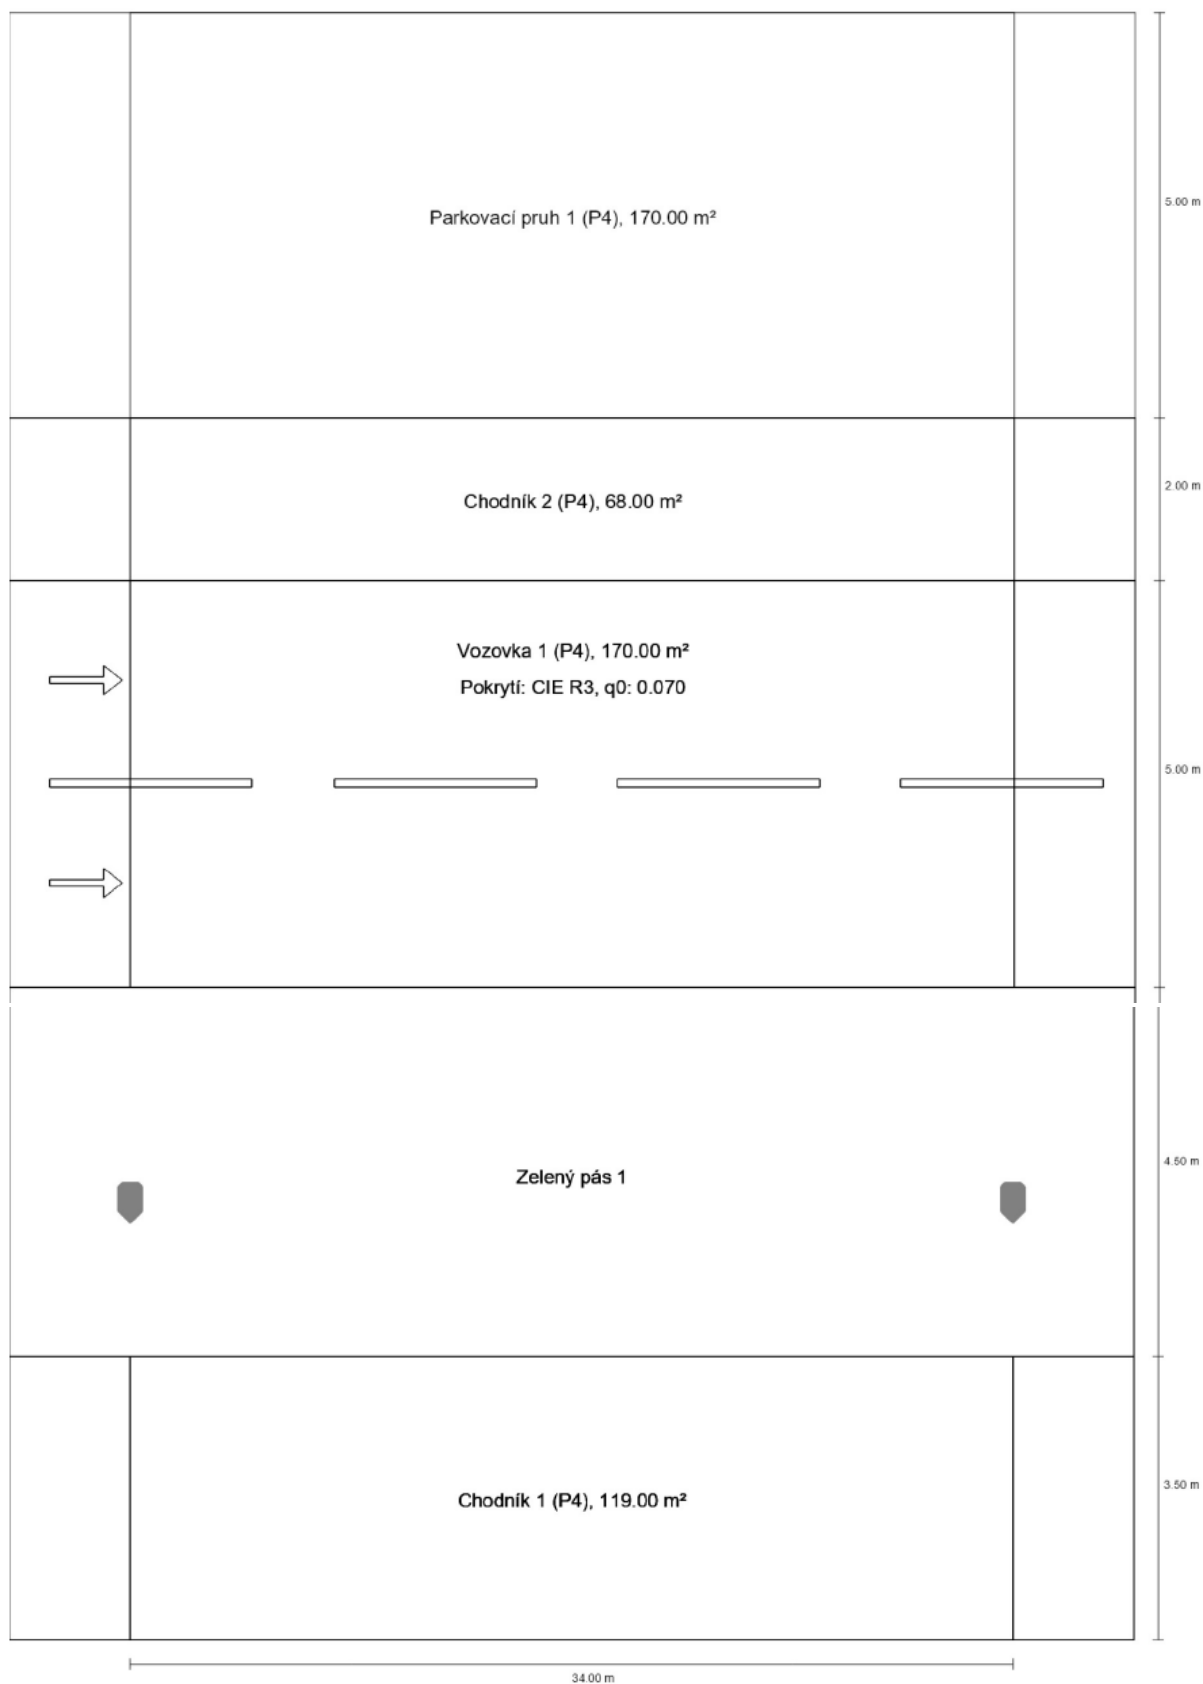 Parkovací pruh 1 (P4), 170.00 m²
5.00 m
Chodník 2 (P4), 68.00 m²
2.00 m
Vozovka 1 (P4), 170.00 m²
Pokrytí: CIE R3, q0: 0.070
5.00 m
Zelený pás 1
4.50 m
Chodník 1 (P4), 119.00 m²
3.50 m
34.00 m